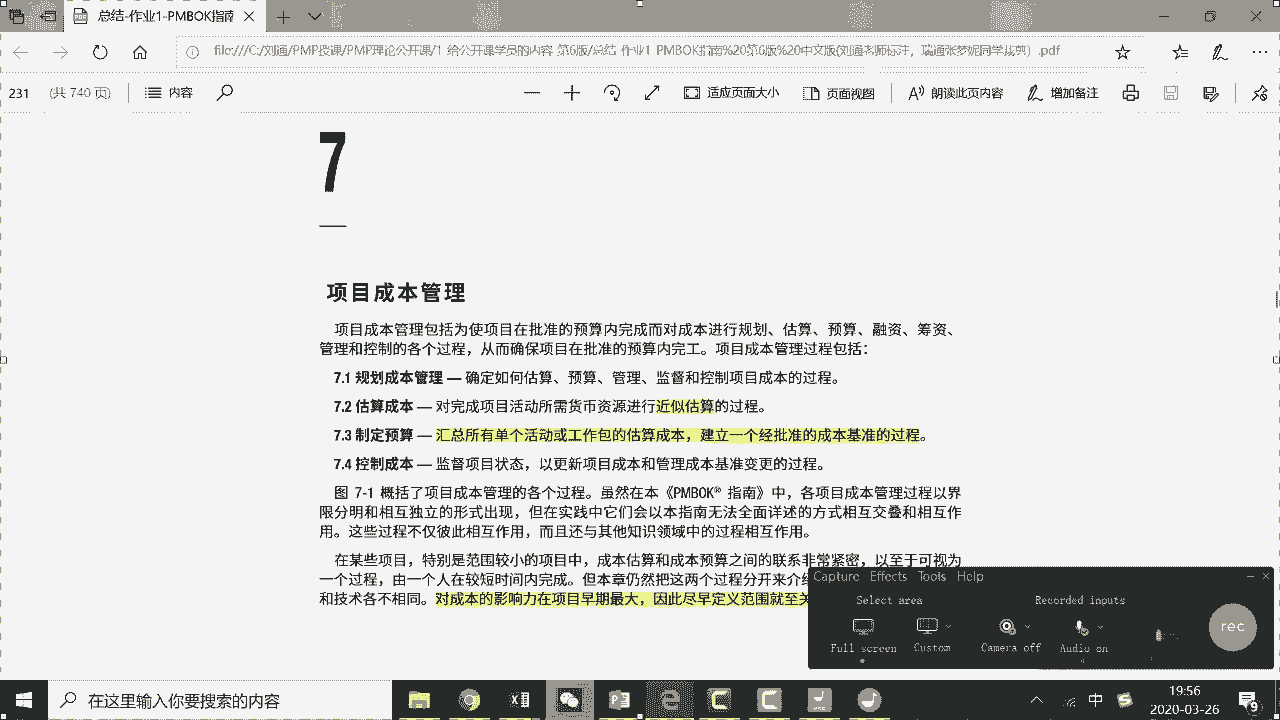 总结-作业1-PMBOK指南
file:///C:/刘通/PMP授课/PMP理论公开课/1 给公开课学员的内容 第6版/总结 作业1 PMBOK指南%20第6版%20中文版(刘通老师标注，瑞通张梦妮同学裁剪) .pdf
231 (共 740 页) 内容 适应页面大小 页面视图 朗读此页内容 增加备注
7
项目成本管理
项目成本管理包括为使项目在批准的预算内完成而对成本进行规划、估算、预算、融资、筹资、
管理和控制的各个过程，从而确保项目在批准的预算内完工。项目成本管理过程包括：
7.1 规划成本管理 — 确定如何估算、预算、管理、监督和控制项目成本的过程。
7.2 估算成本 — 对完成项目活动所需货币资源进行近似估算的过程。
7.3 制定预算 — 汇总所有单个活动或工作包的估算成本，建立一个经批准的成本基准的过程。
7.4 控制成本 — 监督项目状态，以更新项目成本和管理成本基准变更的过程。
图 7-1 概括了项目成本管理的各个过程。虽然在本《PMBOK® 指南》中，各项目成本管理过程以界
限分明和相互独立的形式出现，但在实践中它们会以本指南无法全面详述的方式相互交叠和相互作
用。这些过程不仅彼此相互作用，而且还与其他知识领域中的过程相互作用。
在某些项目，特别是范围较小的项目中，成本估算和成本预算之间的联系非常紧密，以至于可视为
一个过程，由一个人在较短时间内完成。但本章仍然把这两个过程分开来介绍
和技术各不相同。对成本的影响力在项目早期最大，因此尽早定义范围就至关
Capture Effects Tools Help
Select area Recorded inputs
Full screen Custom Camera off Audio on rec
在这里输入你要搜索的内容
中
19:56
2020-03-26
9